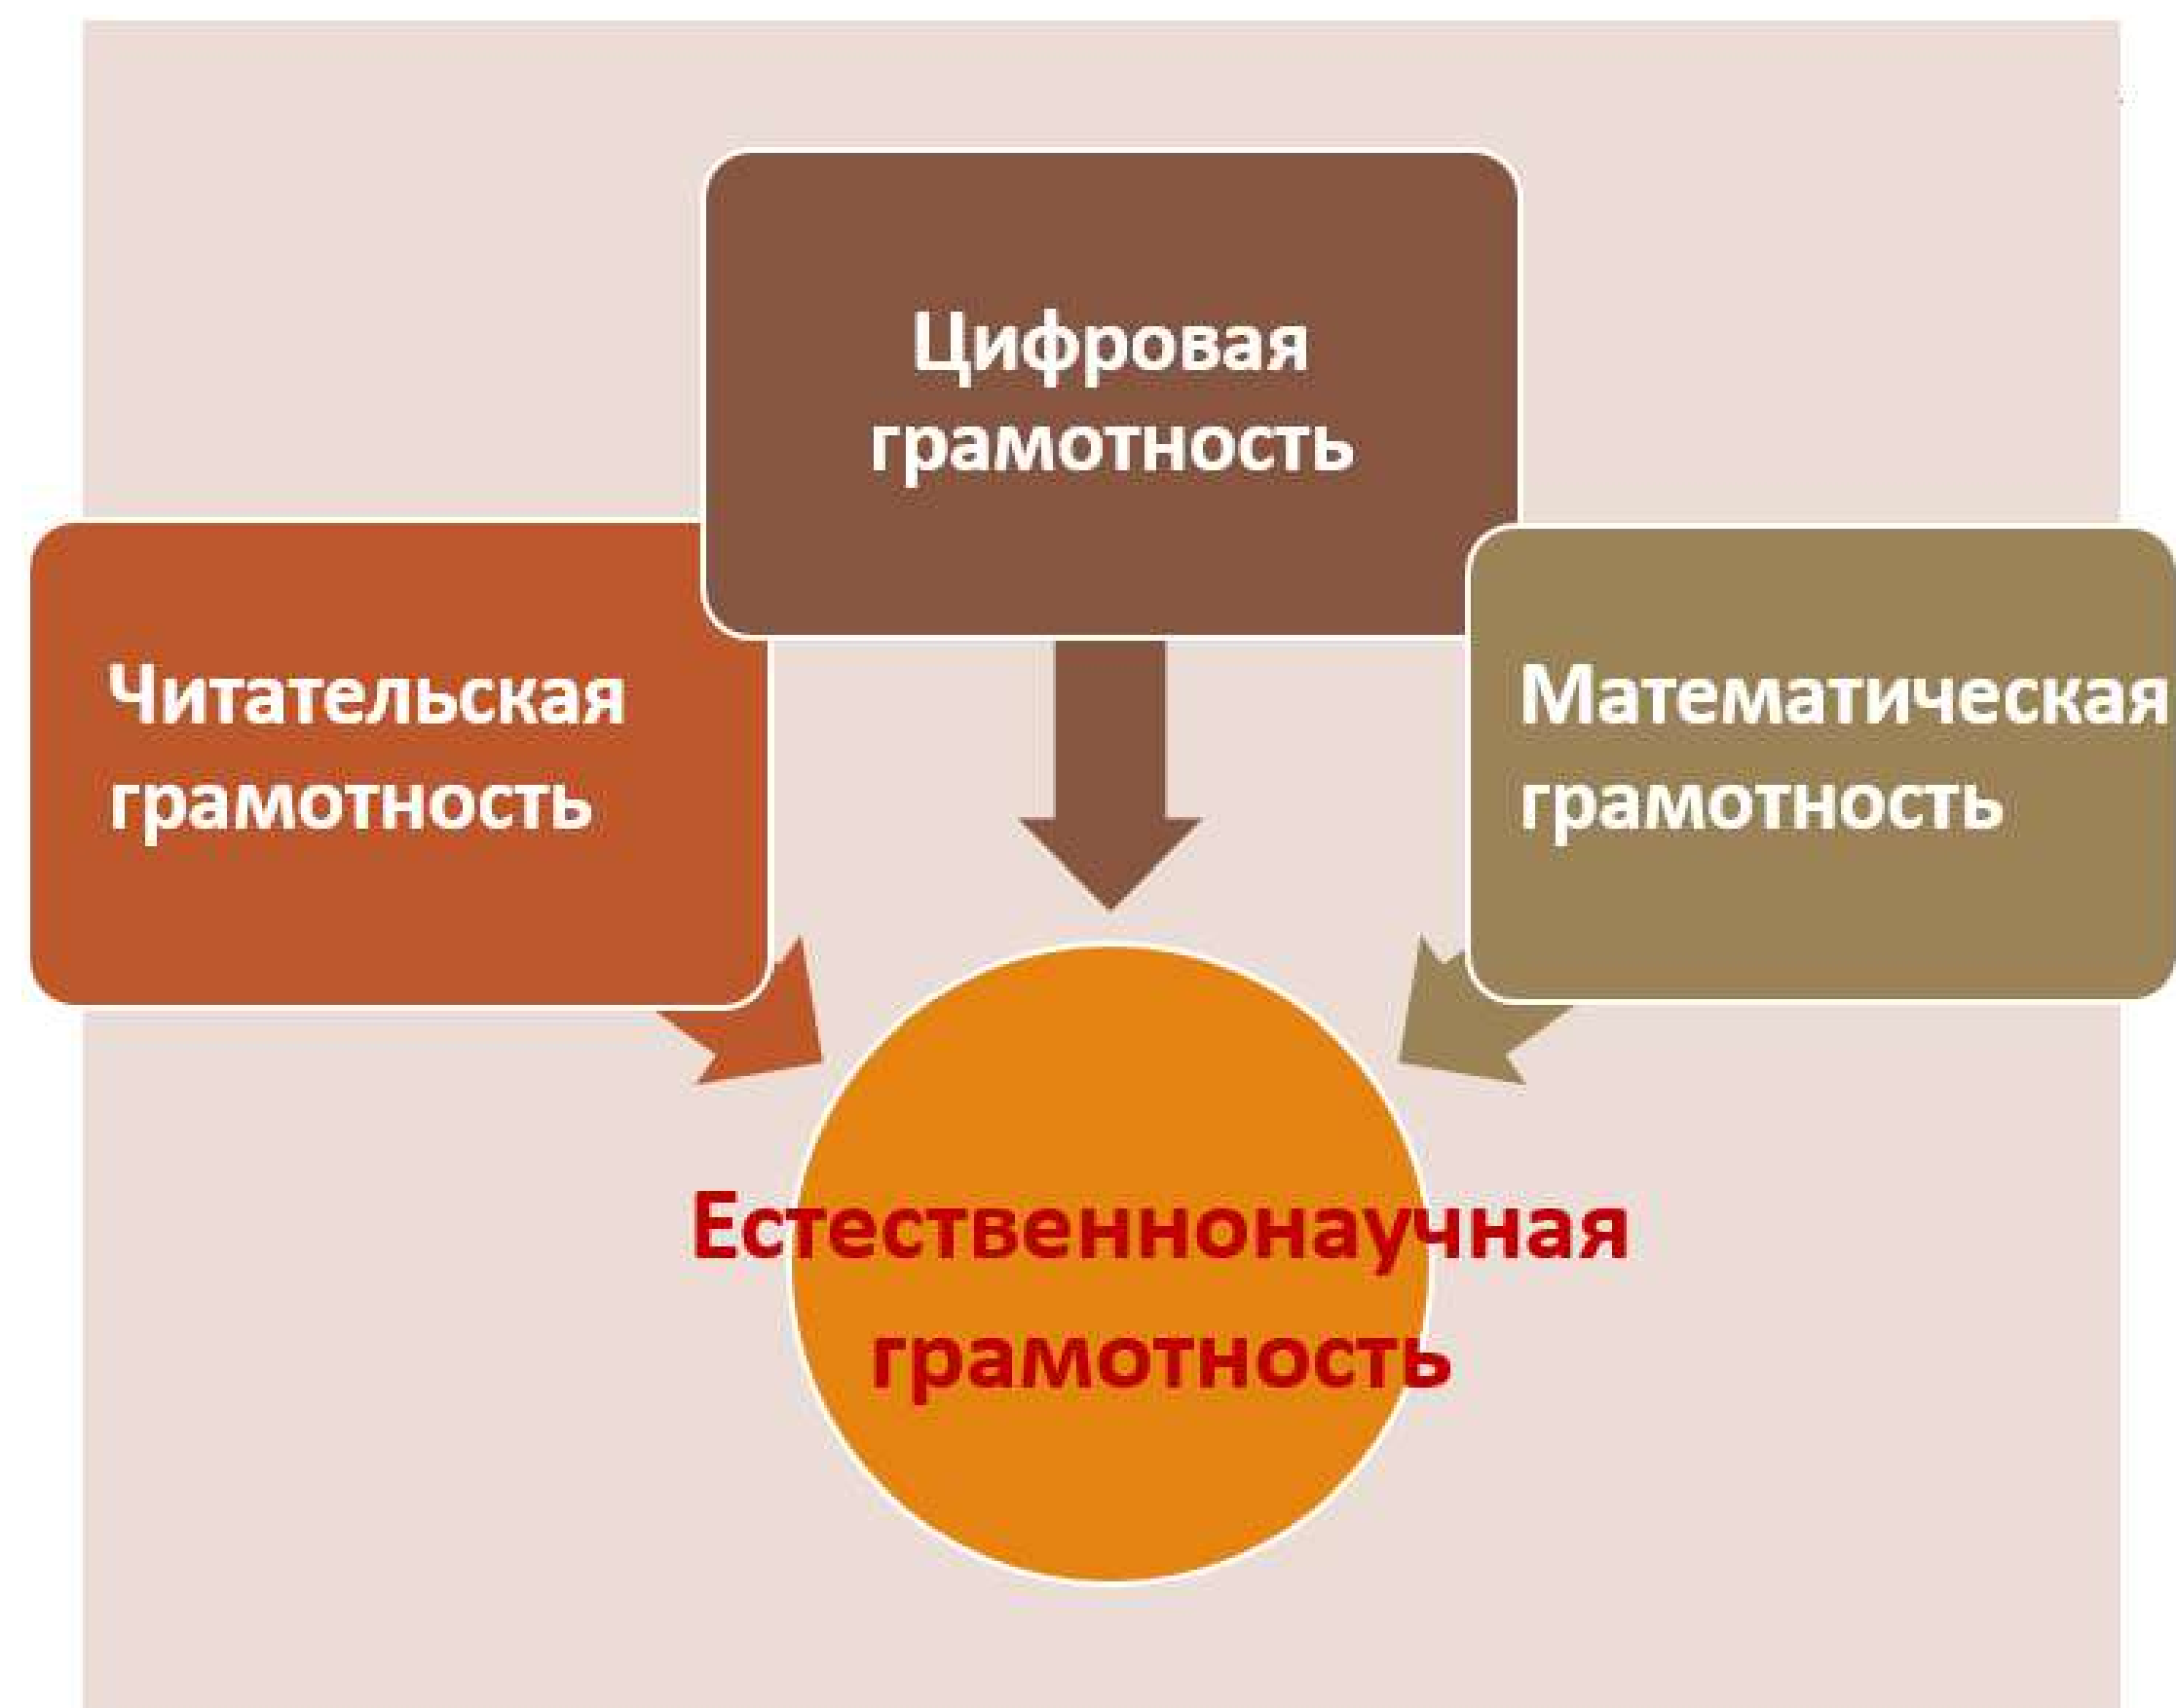 Цифровая
грамотность
Читательская
грамотность
Математическая
грамотность
Естественнонаучная
грамотность